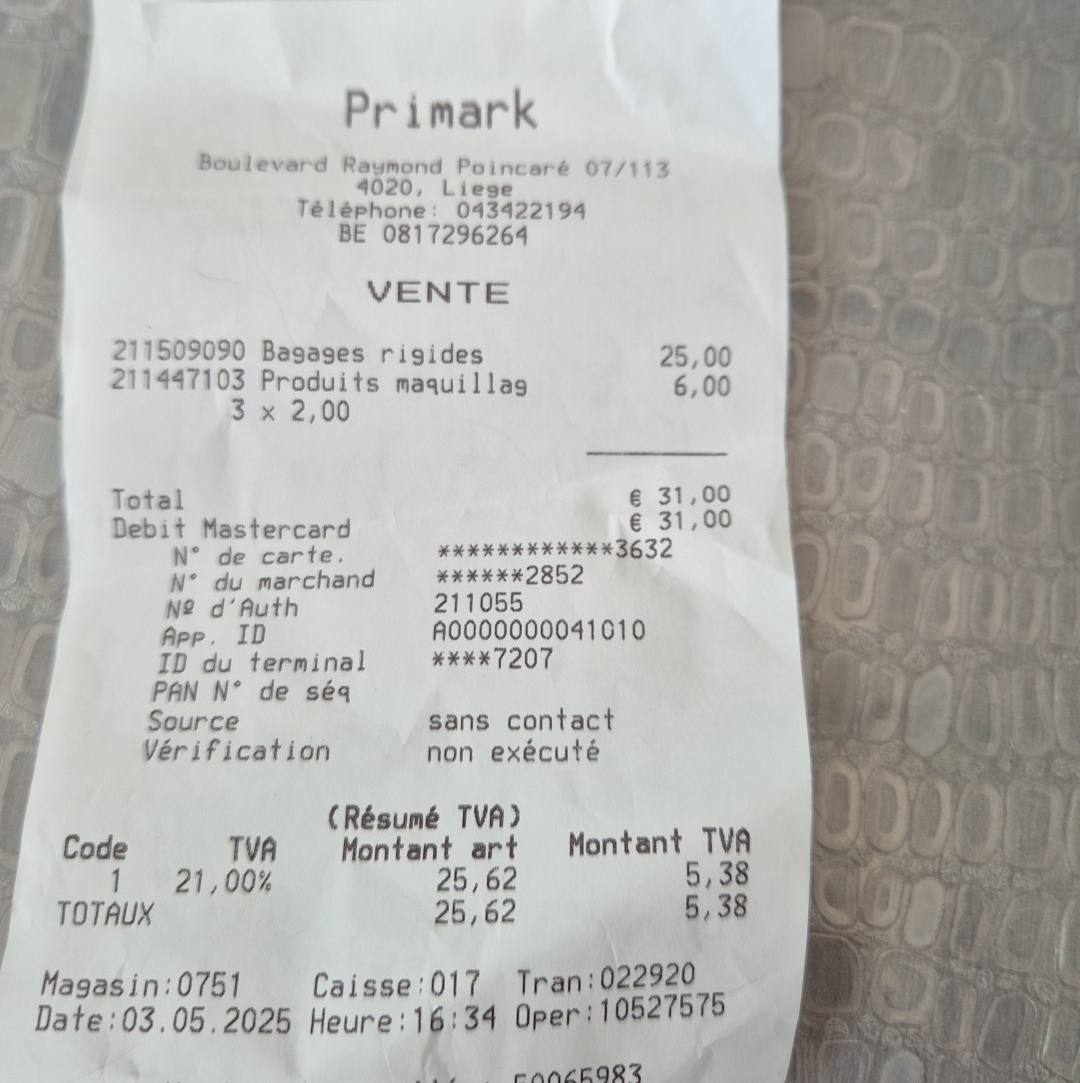 Primark
Boulevard Raymond Poincaré 07/113
4020, Liege
Téléphone: 043422194
BE 0817296264
VENTE
211509090 Bagages rigides 25,00
211447103 Produits maquillag 6,00
3 x 2,00
Total € 31,00
Debit Mastercard € 31,00
N° de carte. ************3632
N° du marchand ******2852
Nº d'Auth 211055
App. ID A0000000041010
ID du terminal ****7207
PAN N° de séq
Source sans contact
Vérification non exécuté
(Résumé TVA)
Code TVA Montant art Montant TVA
1 21,00% 25,62 5,38
TOTAUX 25,62 5,38
Magasin:0751 Caisse:017 Tran:022920
Date:03.05.2025 Heure:16:34 Oper:10527575